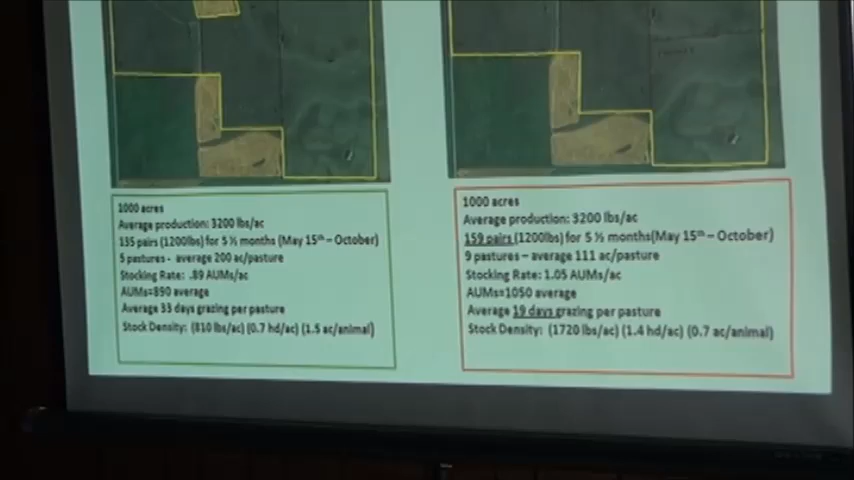 1000 acres
Average production: 3200 lbs/ac
135 pairs (1200lbs) for 5 ½ months (May 15th – October)
5 pastures - average 200 ac/pasture
Stocking Rate: .89 AUMs/ac
AUMs=890 average
Average 33 days grazing per pasture
Stock Density: (810 lbs/ac) (0.7 hd/ac) (1.5 ac/animal)
1000 acres
Average production: 3200 lbs/ac
159 pairs (1200lbs) for 5 ½ months(May 15th – October)
9 pastures – average 111 ac/pasture
Stocking Rate: 1.05 AUMs/ac
AUMs=1050 average
Average 19 days grazing per pasture
Stock Density: (1720 lbs/ac) (1.4 hd/ac) (0.7 ac/animal)